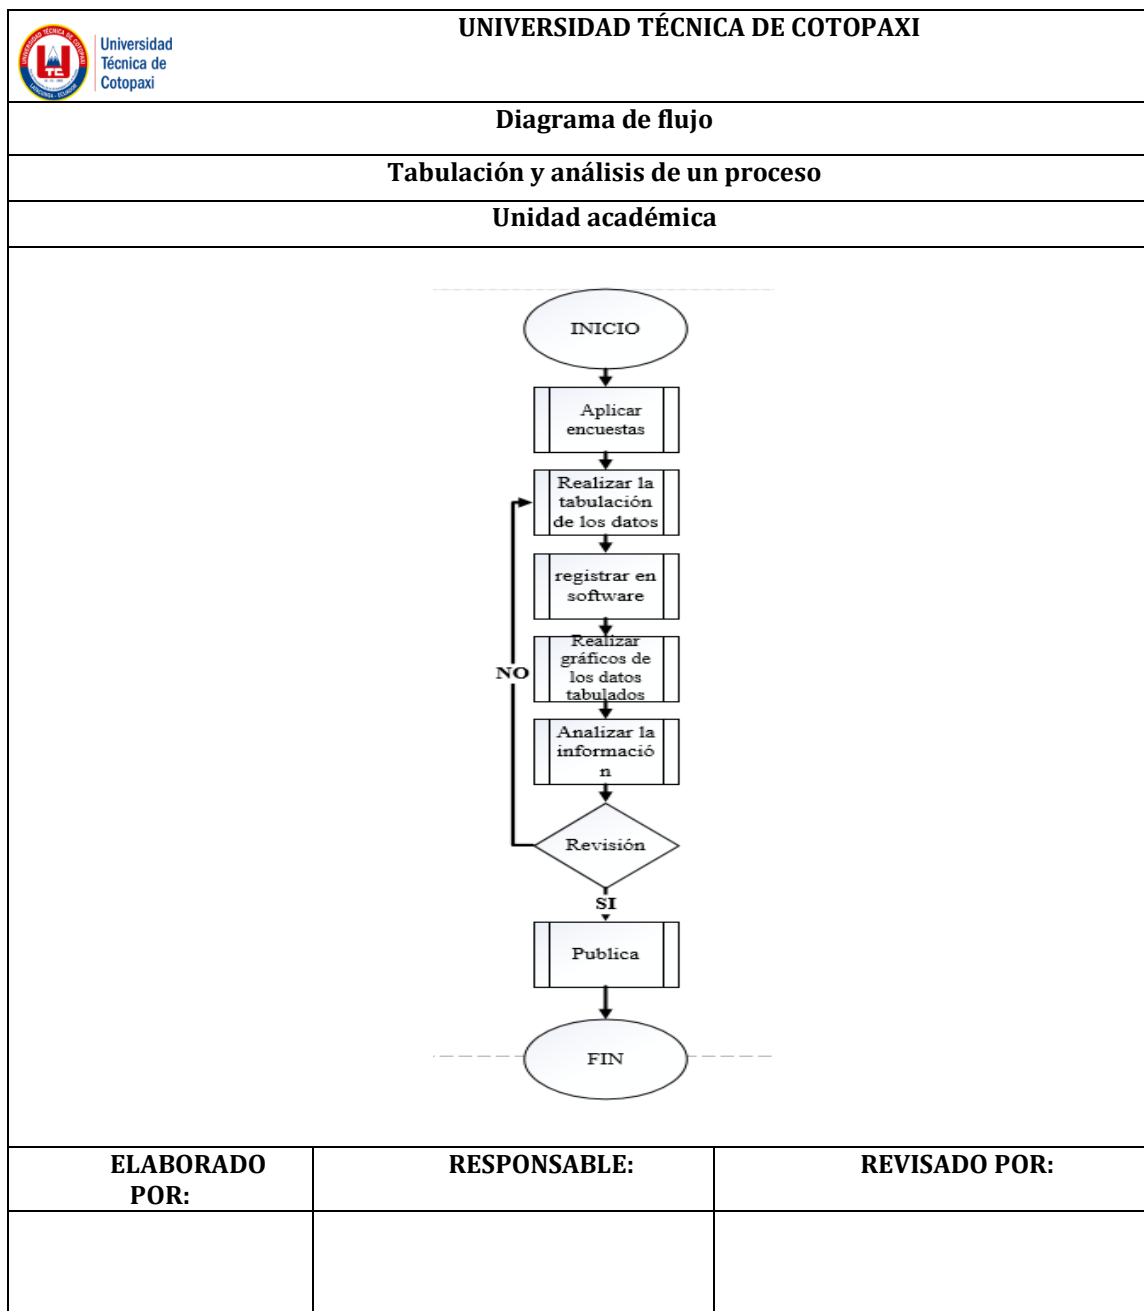 Universidad
Técnica de
Cotopaxi
UNIVERSIDAD TÉCNICA DE COTOPAXI
Diagrama de flujo
Tabulación y análisis de un proceso
Unidad académica
INICIO
Aplicar
encuestas
Realizar la
tabulación
de los datos
registrar en
software
Realizar
gráficos de
los datos
tabulados
NO
Analizar la
informació
n
Revisión
SI
Publica
FIN
ELABORADO
POR:
RESPONSABLE:
REVISADO POR: